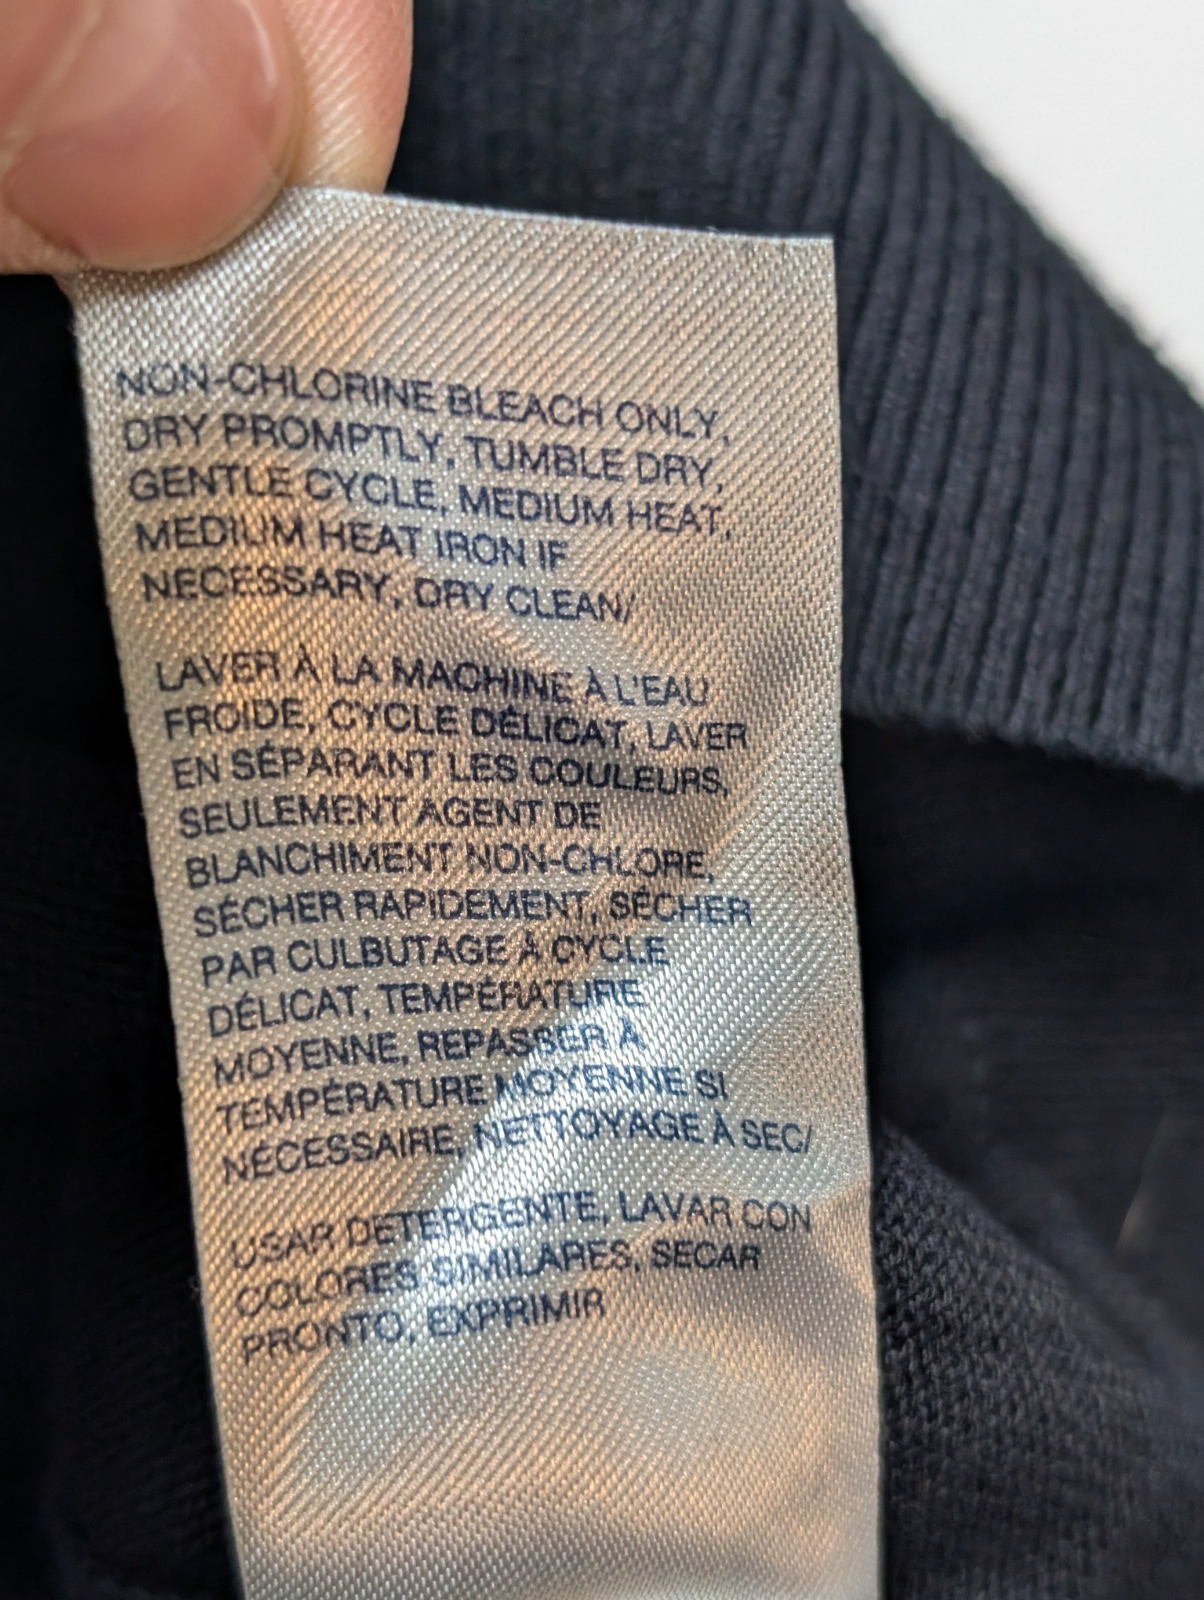 NON-CHLORINE BLEACH ONLY,
DRY PROMPTLY, TUMBLE DRY,
GENTLE CYCLE, MEDIUM HEAT,
MEDIUM HEAT IRON IF
NECESSARY, DRY CLEAN/
LAVER À LA MACHINE À L'EAU
FROIDE, CYCLE DÉLICAT, LAVER
EN SÉPARANT LES COULEURS,
SEULEMENT AGENT DE
BLANCHIMENT NON-CHLORE,
SÉCHER RAPIDEMENT, SÉCHER
PAR CULBUTAGE À CYCLE
DÉLICAT, TEMPÉRATURE
MOYENNE, REPASSER À
TEMPÉRATURE MOYENNE SI
NÉCESSAIRE, NETTOYAGE À SEC/
USAR DETERGENTE, LAVAR CON
COLORES SIMILARES, SECAR
PRONTO, EXPRIMIR